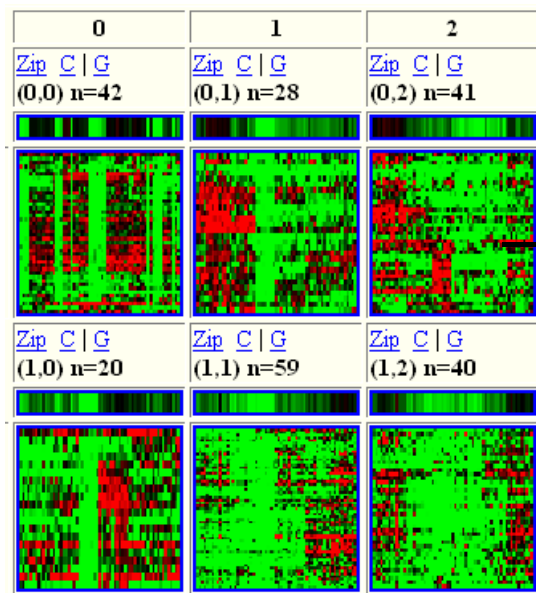 0 1 2
Zip C | G Zip C | G Zip C | G
(0,0) n=42 (0,1) n=28 (0,2) n=41
Zip C | G Zip C | G Zip C | G
(1,0) n=20 (1,1) n=59 (1,2) n=40